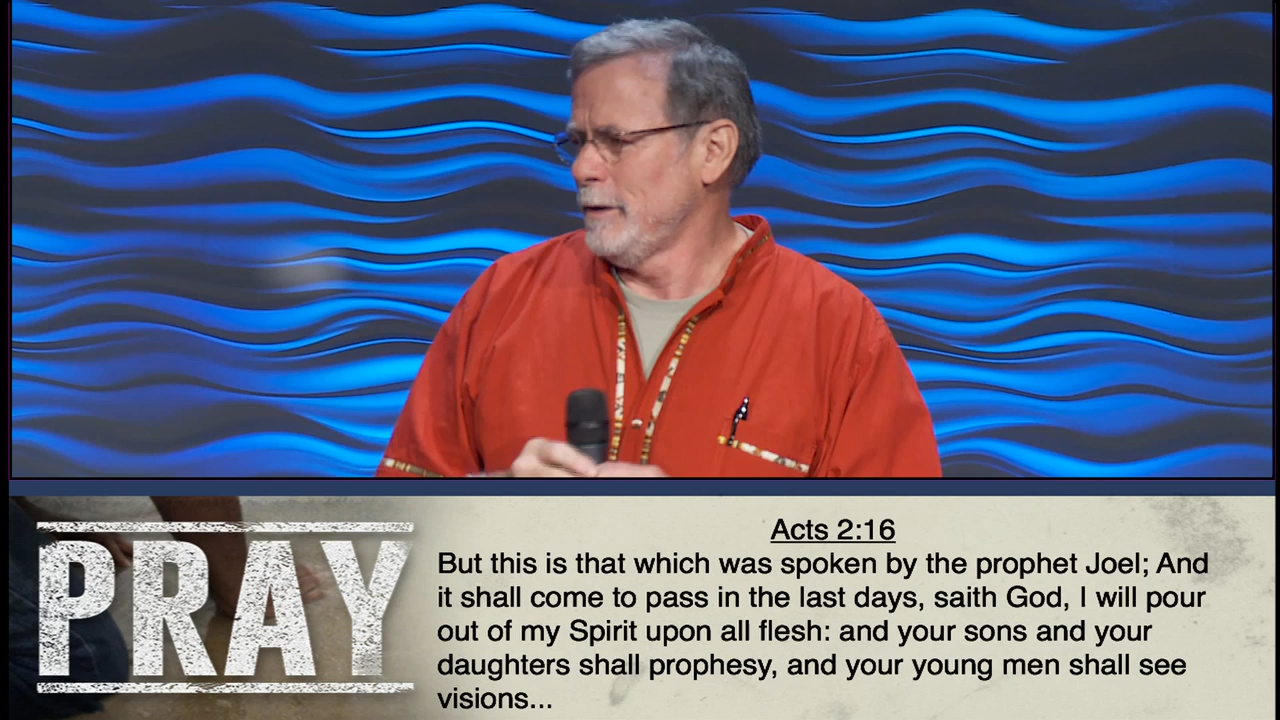 PRAY
Acts 2:16
But this is that which was spoken by the prophet Joel; And
it shall come to pass in the last days, saith God, I will pour
out of my Spirit upon all flesh: and your sons and your
daughters shall prophesy, and your young men shall see
visions...